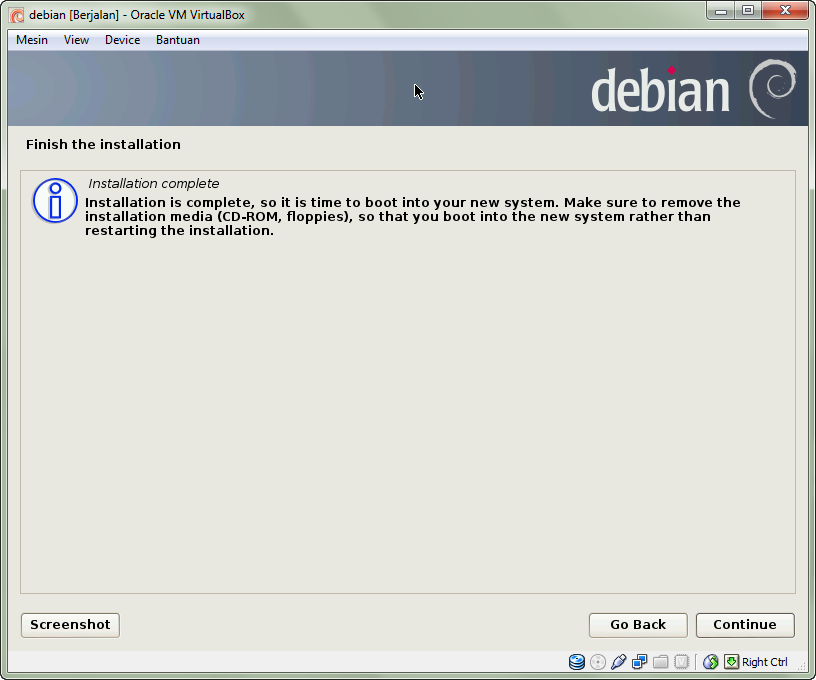 debian [Berjalan] - Oracle VM VirtualBox
Mesin View Device Bantuan
debian
Finish the installation
Installation complete
Installation is complete, so it is time to boot into your new system. Make sure to remove the
installation media (CD-ROM, floppies), so that you boot into the new system rather than
restarting the installation.
Screenshot Go Back Continue
Right Ctrl